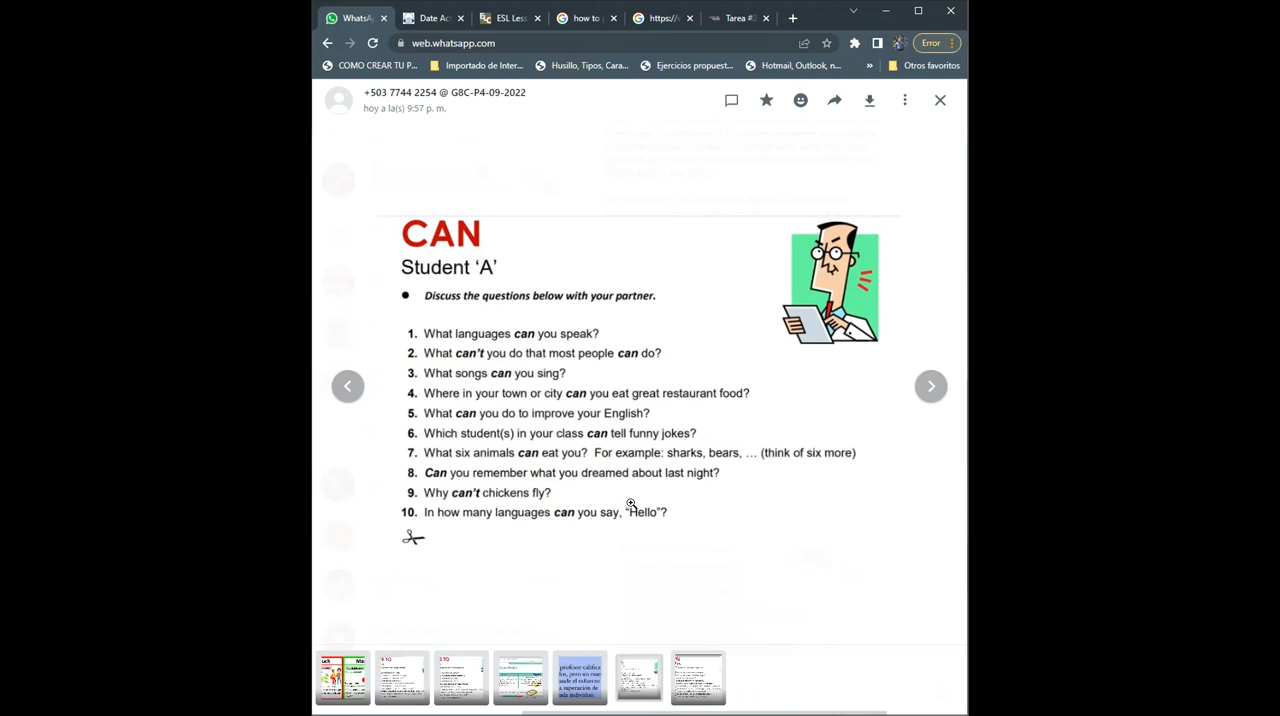 WhatsA
Date Ac
ESL Less
how to p
https://
Tarea #
web.whatsapp.com
Error
COMO CREAR TU P...
Importado de Inter...
Husillo, Tipos, Cara...
Ejercicios propuest...
Hotmail, Outlook, n...
»
Otros favoritos
+503 7744 2254 @ G8C-P4-09-2022
hoy a la(s) 9:57 p. m.
CAN
Student ‘A’
● Discuss the questions below with your partner.
1. What languages can you speak?
2. What can’t you do that most people can do?
3. What songs can you sing?
4. Where in your town or city can you eat great restaurant food?
5. What can you do to improve your English?
6. Which student(s) in your class can tell funny jokes?
7. What six animals can eat you? For example: sharks, bears, … (think of six more)
8. Can you remember what you dreamed about last night?
9. Why can’t chickens fly?
10. In how many languages can you say, “Hello”?
profesor califica
los, pero un mae